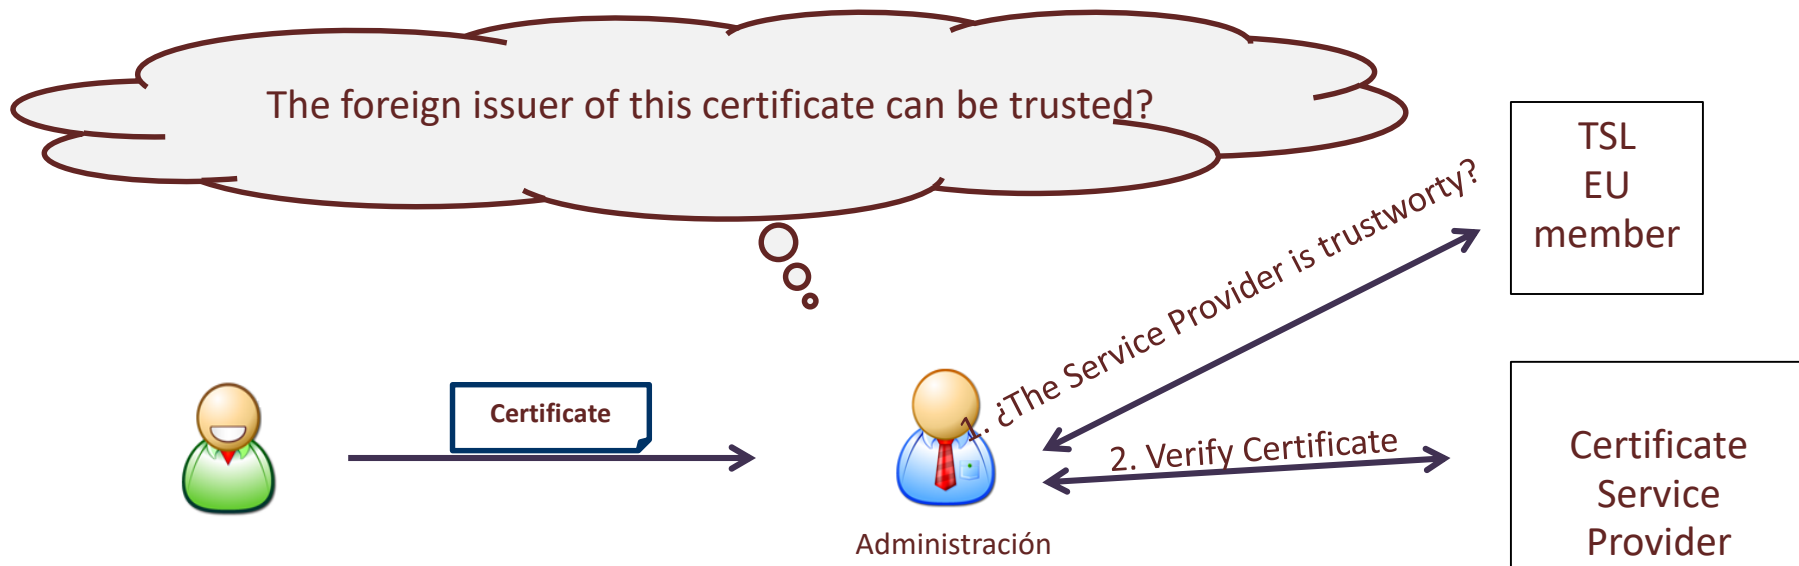 The foreign issuer of this certificate can be trusted?
TSL
EU
member
1. ¿The Service Provider is trustworty?
Certificate
2. Verify Certificate
Certificate
Service
Provider
Administración